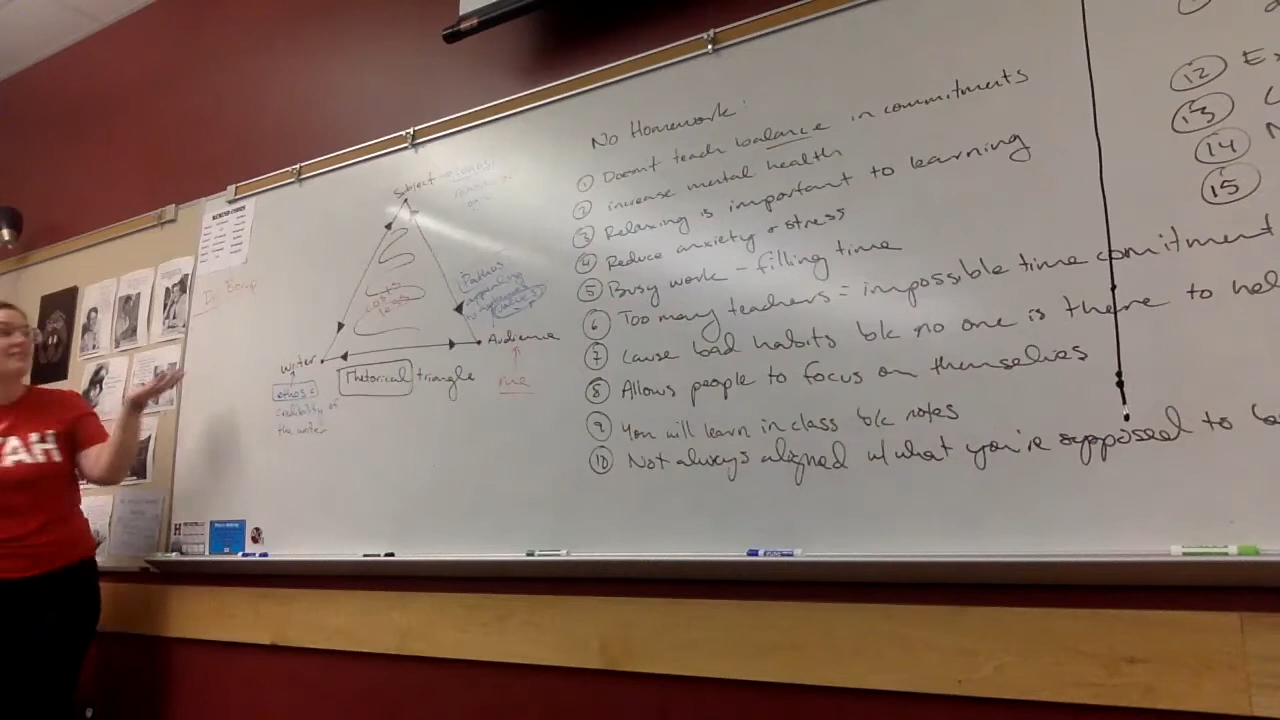 No Homework:
① Doesn't teach balance in commitments
② increase mental health
③ Relaxing is important to learning
④ Reduce anxiety + stress
⑤ Busy work - filling time
⑥ Too many teachers = impossible time comitment
⑦ Cause bad habits b/c no one is there to hel
⑧ Allows people to focus on themselves
⑨ You will learn in class b/c notes
⑩ Not always aligned w/ what you're supposed to
Subject
Pathos
appealing
to
Audience
me
writer
Rhetorical triangle
ethos =
credibility of
the writer
12
13
14
15
AH
H